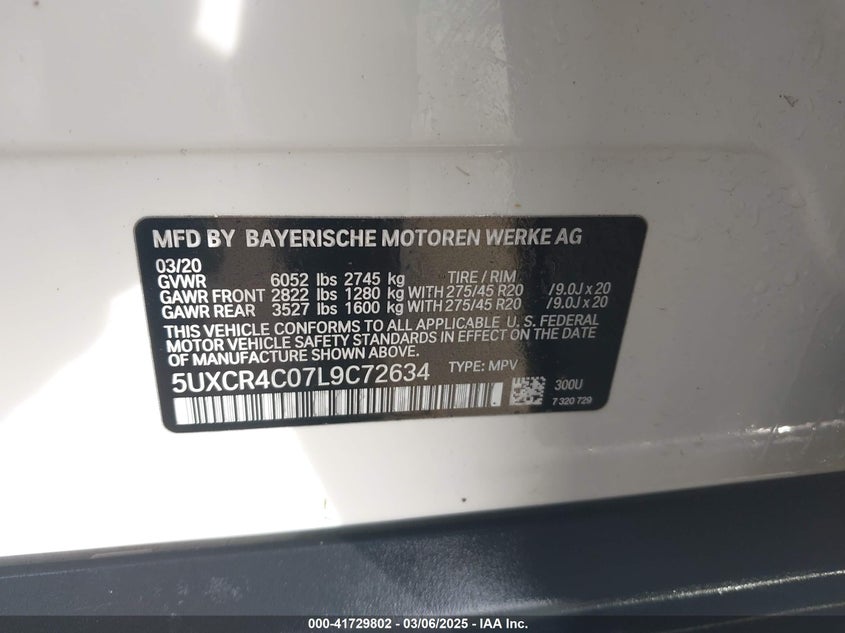 MFD BY BAYERISCHE MOTOREN WERKE AG
03/20
GVWR 6052 lbs 2745 kg TIRE / RIM
GAWR FRONT 2822 lbs 1280 kg WITH 275/45 R20 /9.0J x 20
GAWR REAR 3527 lbs 1600 kg WITH 275/45 R20 /9.0J x 20
THIS VEHICLE CONFORMS TO ALL APPLICABLE U. S. FEDERAL
MOTOR VEHICLE SAFETY STANDARDS IN EFFECT ON THE DATE
OF MANUFACTURE SHOWN ABOVE.
5UXCR4C07L9C72634 TYPE: MPV
300U
7 320 729
000-41729802 — 03/06/2025 — IAA Inc.